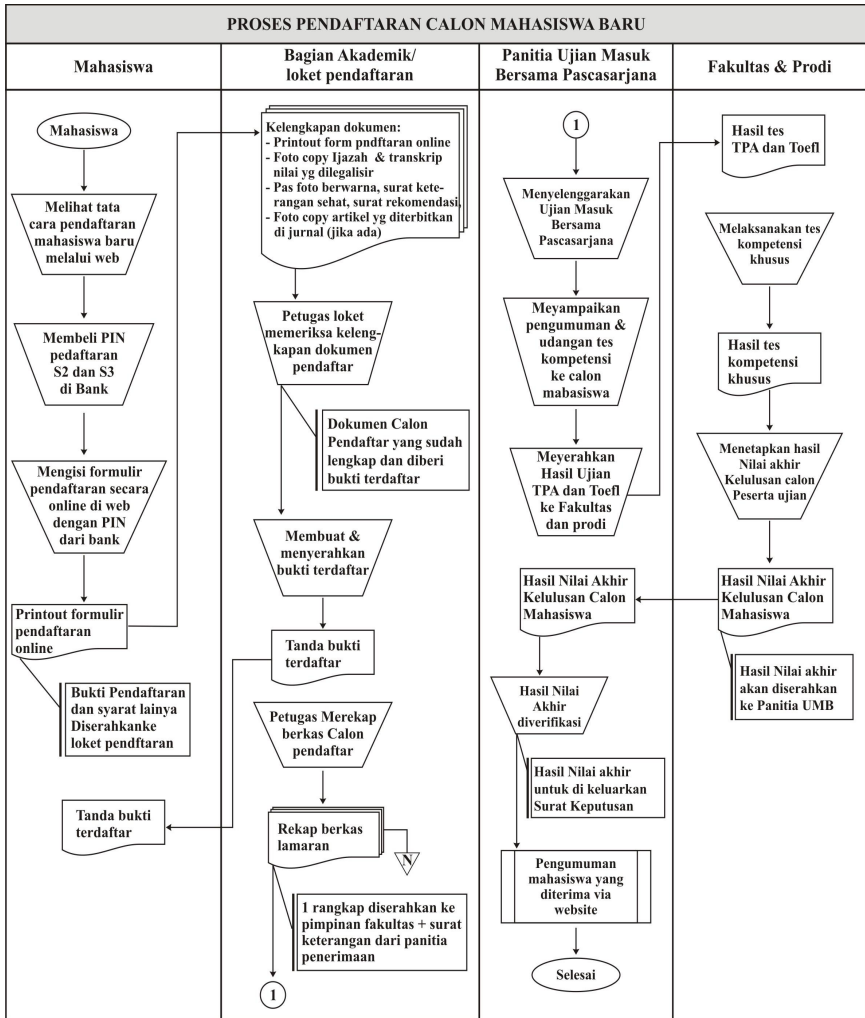 PROSES PENDAFTARAN CALON MAHASISWA BARU
Mahasiswa
Bagian Akademik/
loket pendaftaran
Panitia Ujian Masuk
Bersama Pascasarjana
Fakultas & Prodi
Mahasiswa
Melihat tata
cara pendaftaran
mahasiswa baru
melalui web
Membeli PIN
pedaftaran
S2 dan S3
di Bank
Mengisi formulir
pendaftaran secara
online di web
dengan PIN
dari bank
Printout formulir
pendaftaran
online
Bukti Pendaftaran
dan syarat lainya
Diserahkanke
loket pendftaran
Tanda bukti
terdaftar
Kelengkapan dokumen:
- Printout form pndftaran online
- Foto copy Ijazah & transkrip
nilai yg dilegalisir
- Pas foto berwarna, surat kete-
rangan sehat, surat rekomendasi,
- Foto copy artikel yg diterbitkan
di jurnal (jika ada)
Petugas loket
memeriksa keleng-
kapan dokumen
pendaftar
Dokumen Calon
Pendaftar yang sudah
lengkap dan diberi
bukti terdaftar
Membuat &
menyerahkan
bukti terdaftar
Tanda bukti
terdaftar
Petugas Merekap
berkas Calon
pendaftar
Rekap berkas
lamaran
N
1 rangkap diserahkan ke
pimpinan fakultas + surat
keterangan dari panitia
penerimaan
1
1
Menyelenggarakan
Ujian Masuk
Bersama
Pascasarjana
Meyampaikan
pengumuman &
udangan tes
kompetensi
ke calon
mabasiswa
Meyerahkan
Hasil Ujian
TPA dan Toefl
ke Fakultas
dan prodi
Hasil Nilai Akhir
Kelulusan Calon
Mahasiswa
Hasil Nilai
Akhir
diverifikasi
Hasil Nilai akhir
untuk di keluarkan
Surat Keputusan
Pengumuman
mahasiswa yang
diterima via
website
Selesai
Hasil tes
TPA dan Toefl
Melaksanakan tes
kompetensi
khusus
Hasil tes
kompetensi
khusus
Menetapkan hasil
Nilai akhir
Kelulusan calon
Peserta ujian
Hasil Nilai Akhir
Kelulusan Calon
Mahasiswa
Hasil Nilai akhir
akan diserahkan
ke Panitia UMB